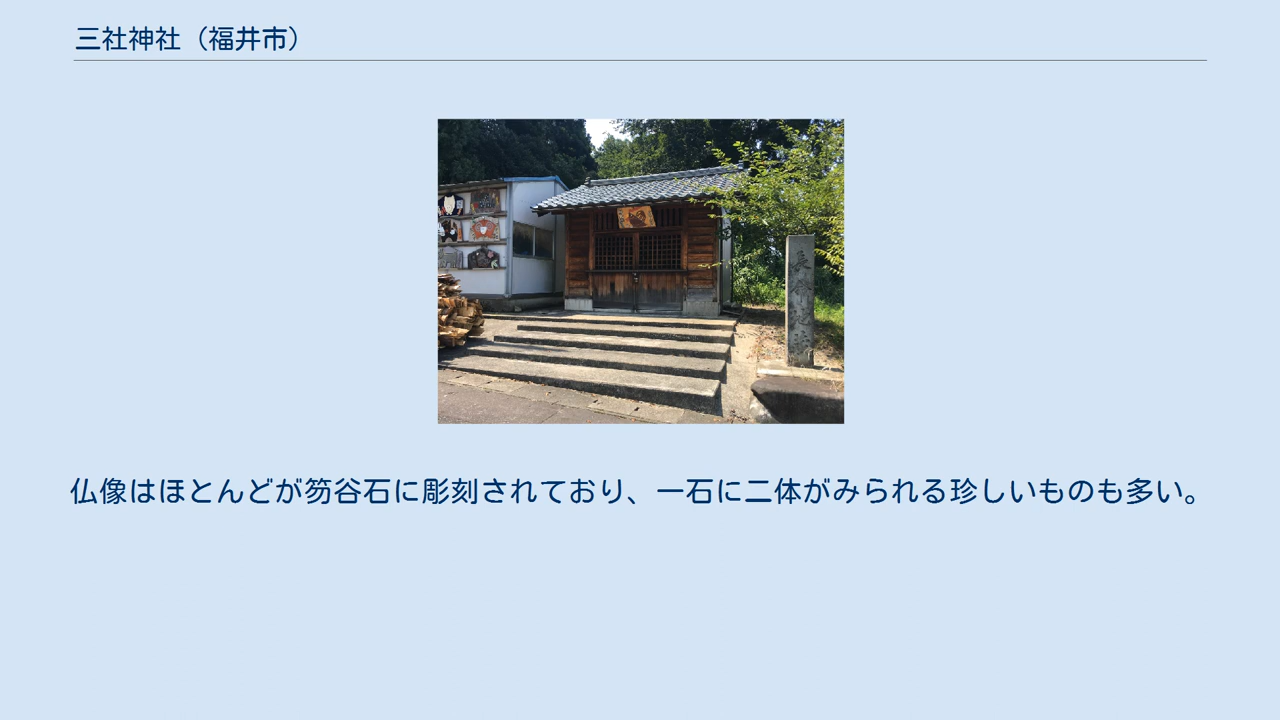 三社神社（福井市）
仏像はほとんどが笏谷石に彫刻されており、一石に二体がみられる珍しいものも多い。